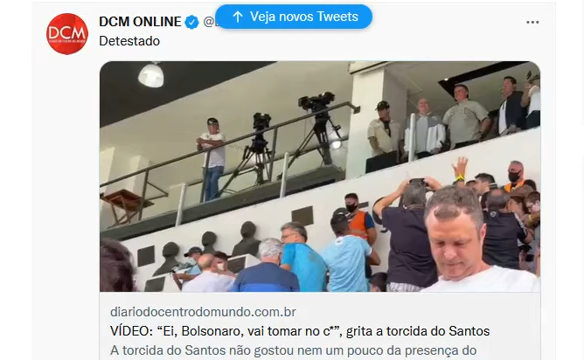 DCM
DCM ONLINE
↑ Veja novos Tweets
Detestado
diariodocentrodomundo.com.br
VÍDEO: “Ei, Bolsonaro, vai tomar no c*”, grita a torcida do Santos
A torcida do Santos não gostou nem um pouco da presença do